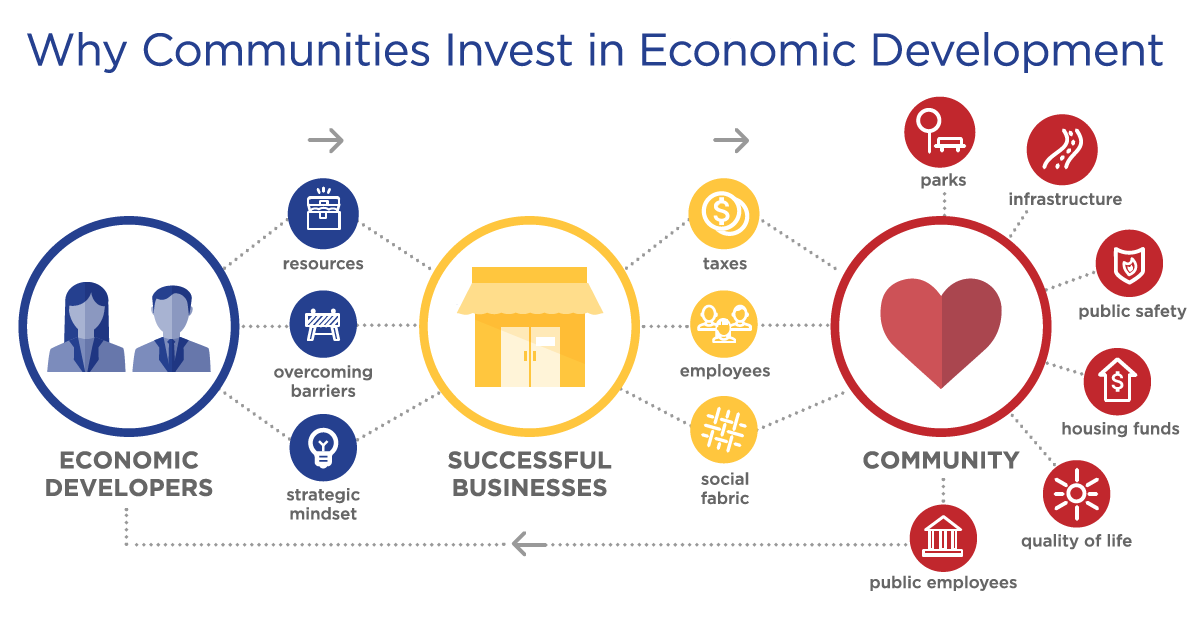 Why Communities Invest in Economic Development
resources
overcoming
barriers
strategic
mindset
ECONOMIC
DEVELOPERS
SUCCESSFUL
BUSINESSES
$
taxes
employees
social
fabric
COMMUNITY
parks
infrastructure
public safety
$
housing funds
quality of life
public employees